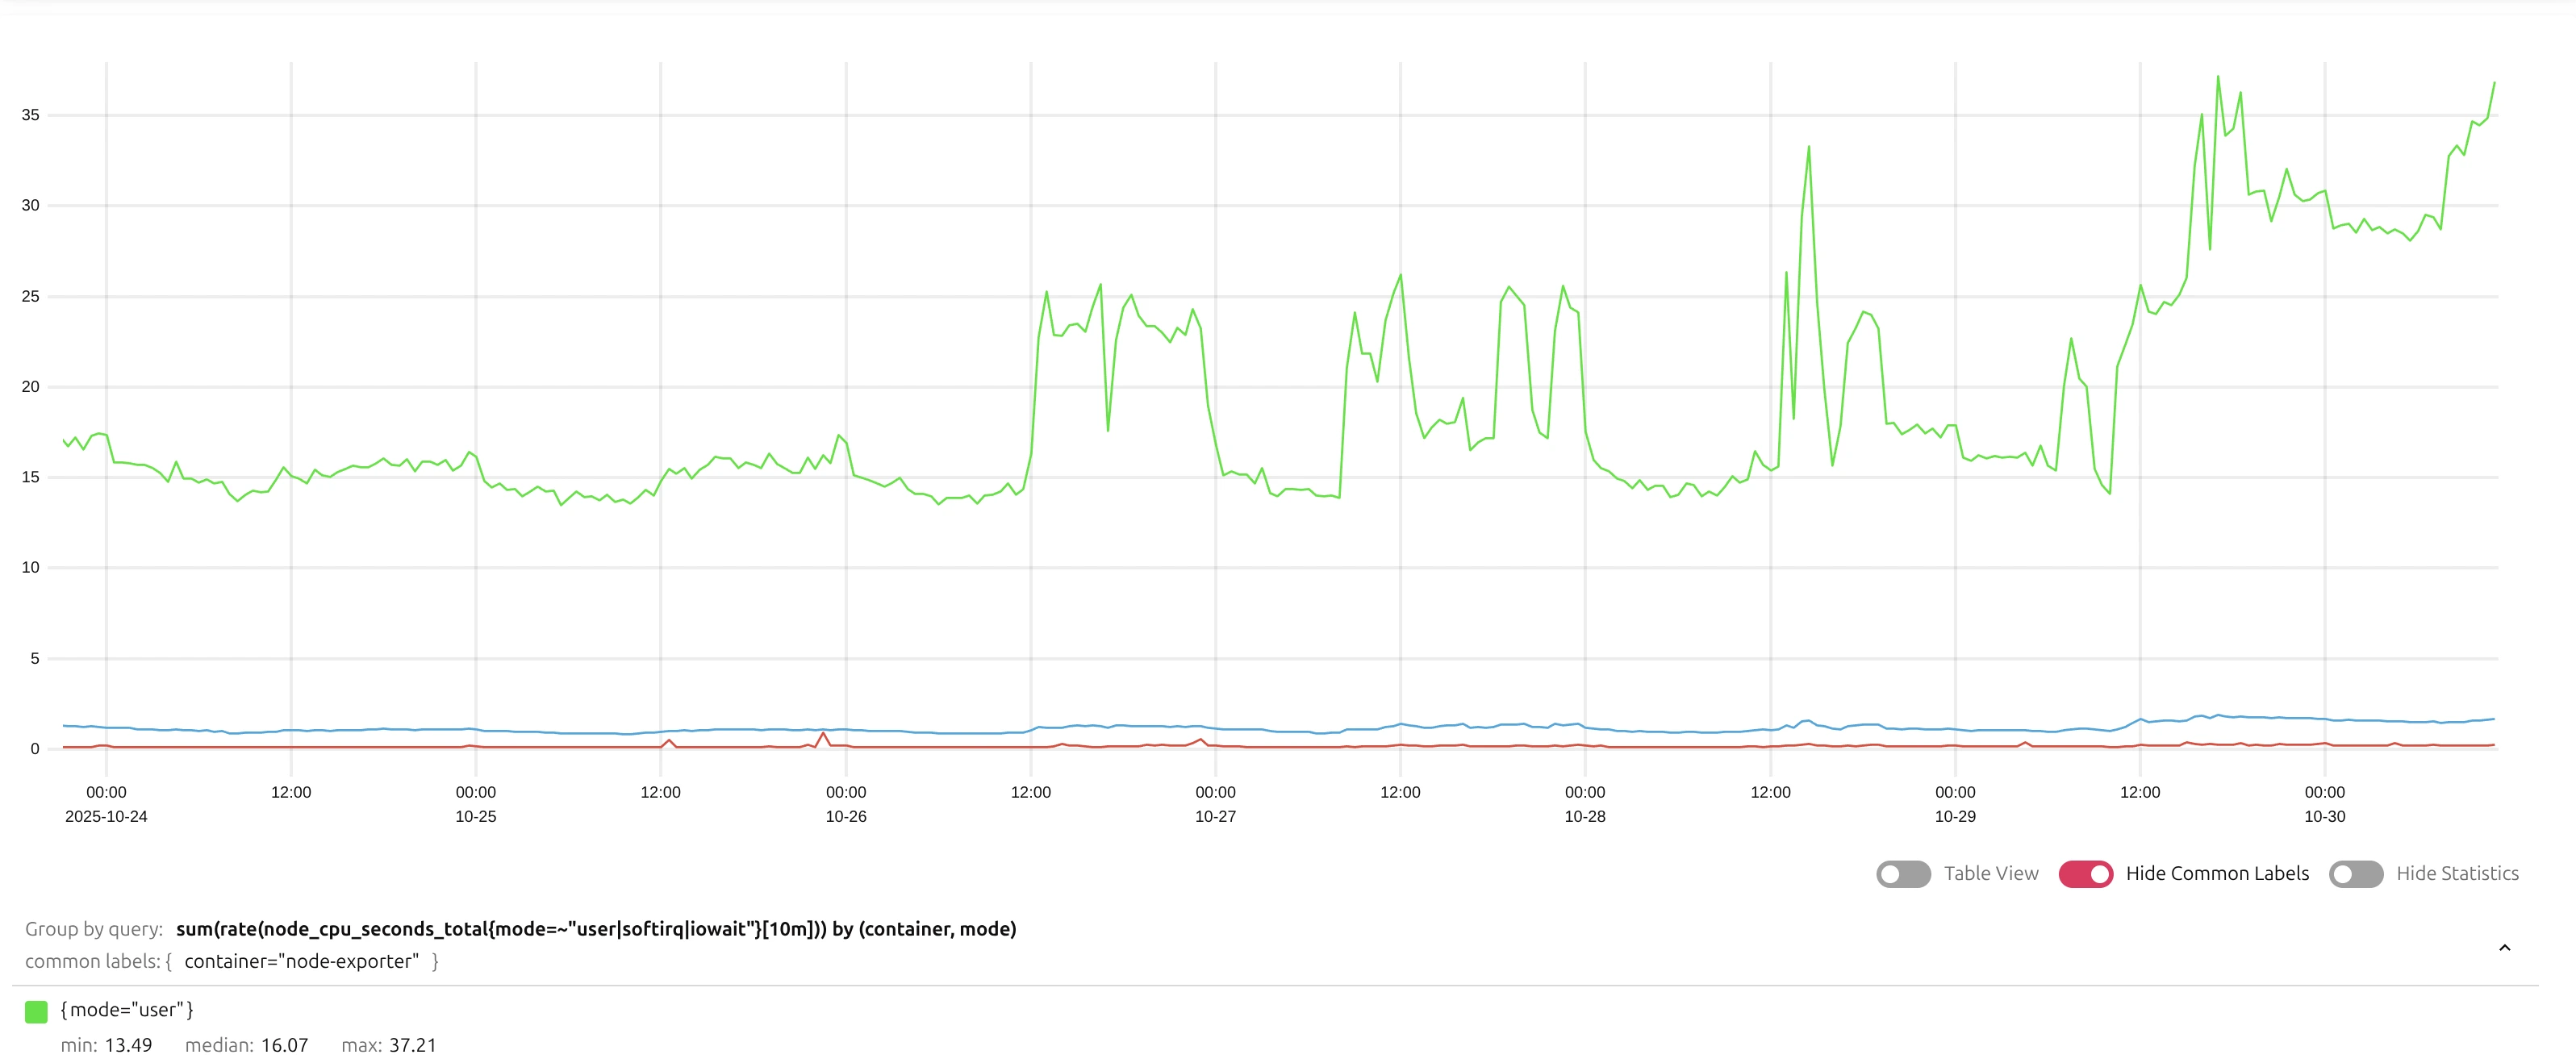 35
30
25
20
15
10
5
0
00:00 12:00 00:00 12:00 00:00 12:00 00:00 12:00 00:00 12:00 00:00 12:00 00:00
2025-10-24 10-25 10-26 10-27 10-28 10-29 10-30
Table View Hide Common Labels Hide Statistics
Group by query: sum(rate(node_cpu_seconds_total{mode=~"user|softirq|iowait"}[10m])) by (container, mode)
common labels: { container="node-exporter" }
{mode="user"}
min: 13.49 median: 16.07 max: 37.21